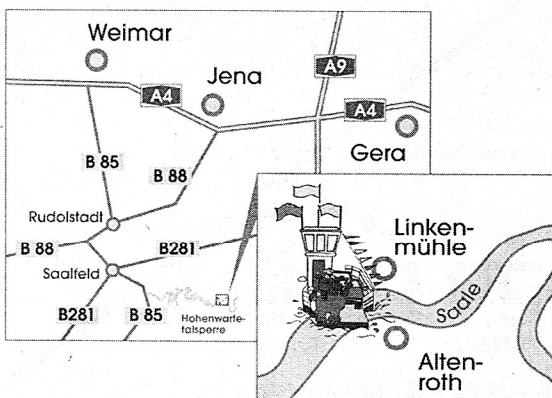 Weimar
Jena
A9
A4
A4
Gera
B 85
B 88
Rudolstadt
B 88
B281
Saalfeld
B281
B 85
Hohenwarte-
talsperre
Linken-
mühle
Saale
Alten-
roth